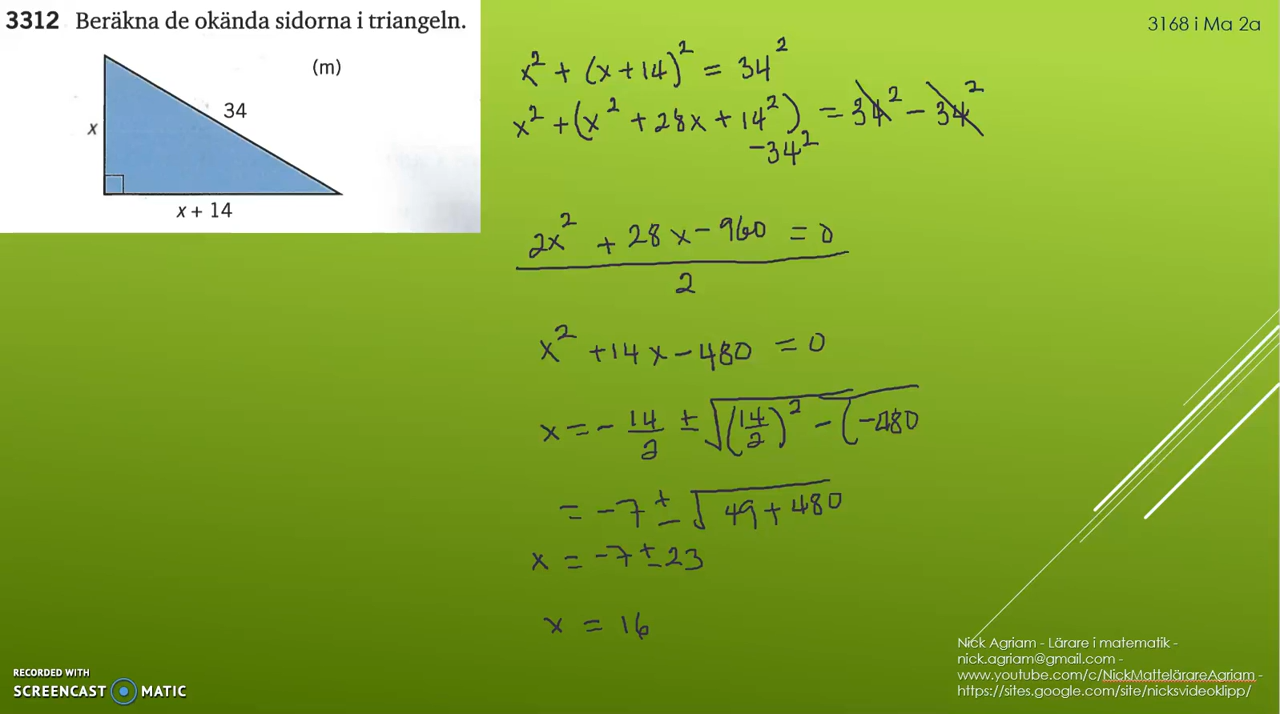 3312 Beräkna de okända sidorna i triangeln.
(m)
34
x
x + 14
3168 i Ma 2a
x² + (x + 14)² = 34²
x² + (x² + 28x + 14²) = 34² - 34²
-34²
2x² + 28x - 960 = 0
2
x² + 14x - 480 = 0
x = - 14/2 ± √(14/2)² - (-480
= -7 ± √49 + 480
x = -7 ± 23
x = 16
Nick Agriam - Lärare i matematik -
nick.agriam@gmail.com -
www.youtube.com/c/NickMattelärareAgriam -
https://sites.google.com/site/nicksvideoklipp/
RECORDED WITH
SCREENCAST MATIC